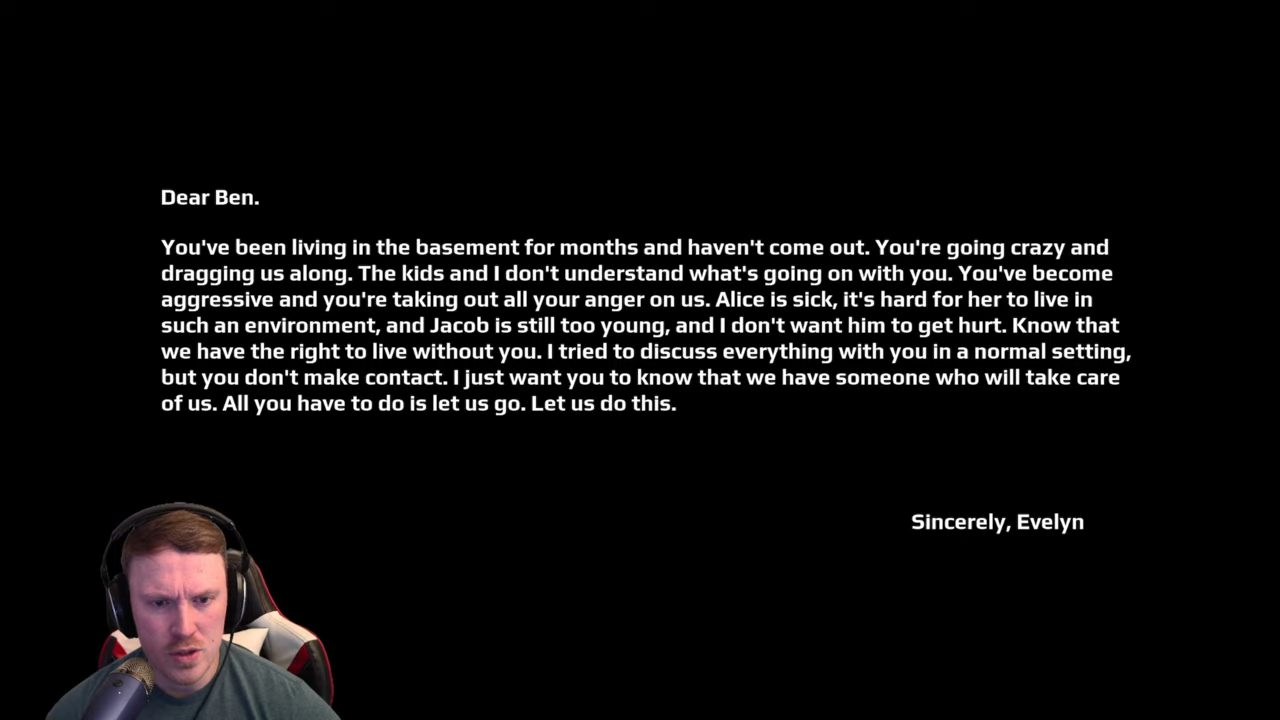 Dear Ben.
You've been living in the basement for months and haven't come out. You're going crazy and
dragging us along. The kids and I don't understand what's going on with you. You've become
aggressive and you're taking out all your anger on us. Alice is sick, it's hard for her to live in
such an environment, and Jacob is still too young, and I don't want him to get hurt. Know that
we have the right to live without you. I tried to discuss everything with you in a normal setting,
but you don't make contact. I just want you to know that we have someone who will take care
of us. All you have to do is let us go. Let us do this.
Sincerely, Evelyn